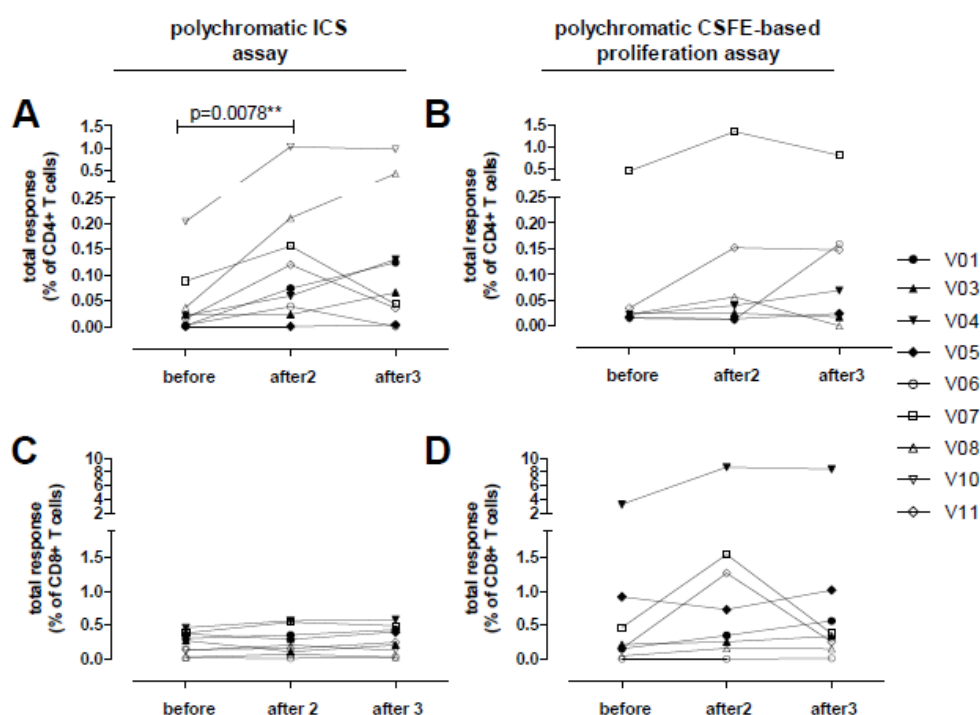 polychromatic ICS
assay
polychromatic CSFE-based
proliferation assay
A
p=0.0078**
total response
(% of CD4+ T cells)
1.5
1.0
0.5
0.25
0.20
0.15
0.10
0.05
0.00
before
after2
after3
B
total response
(% of CD4+ T cells)
1.5
1.0
0.5
0.25
0.20
0.15
0.10
0.05
0.00
before
after2
after3
V01
V03
V04
V05
V06
V07
V08
V10
V11
C
total response
(% of CD8+ T cells)
10
8
6
4
2
1.5
1.0
0.5
0.0
before
after 2
after 3
D
total response
(% of CD8+ T cells)
10
8
6
4
2
1.5
1.0
0.5
0.0
before
after2
after3